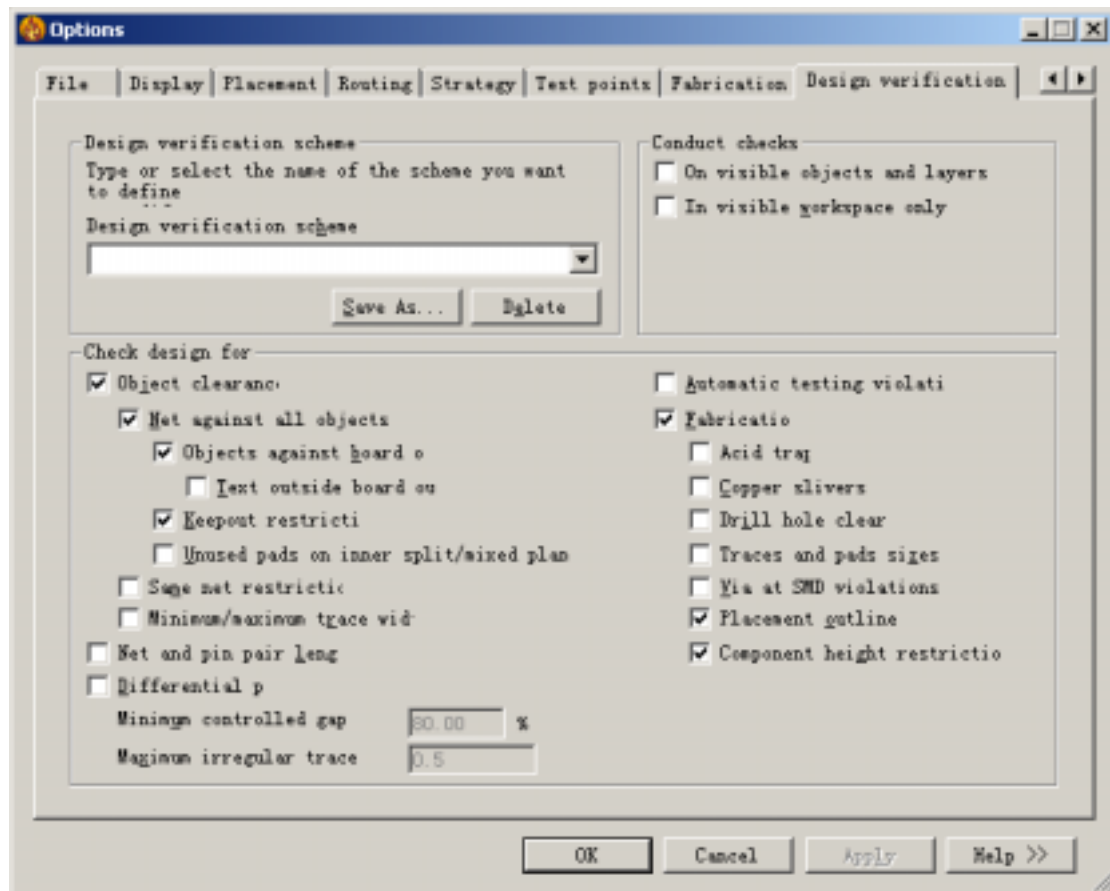 Options
File Display Placement Routing Strategy Test points Fabrication Design verification
Design verification scheme
Type or select the name of the scheme you want
to define
Design verification scheme
Save As... Delete
Conduct checks
On visible objects and layers
In visible workspace only
Check design for
Object clearanc
Net against all objects
Objects against board o
Text outside board ou
Keepout restricti
Unused pads on inner split/mixed plan
Same net restrictic
Minimum/maximum trace wid
Net and pin pair leng
Differential p
Minimum controlled gap 80.00 %
Maximum irregular trace 0.5
Automatic testing violati
Fabricatio
Acid trap
Copper slivers
Drill hole clear
Traces and pads sizes
Via at SMD violations
Placement outline
Component height restrictio
OK Cancel Apply Help >>